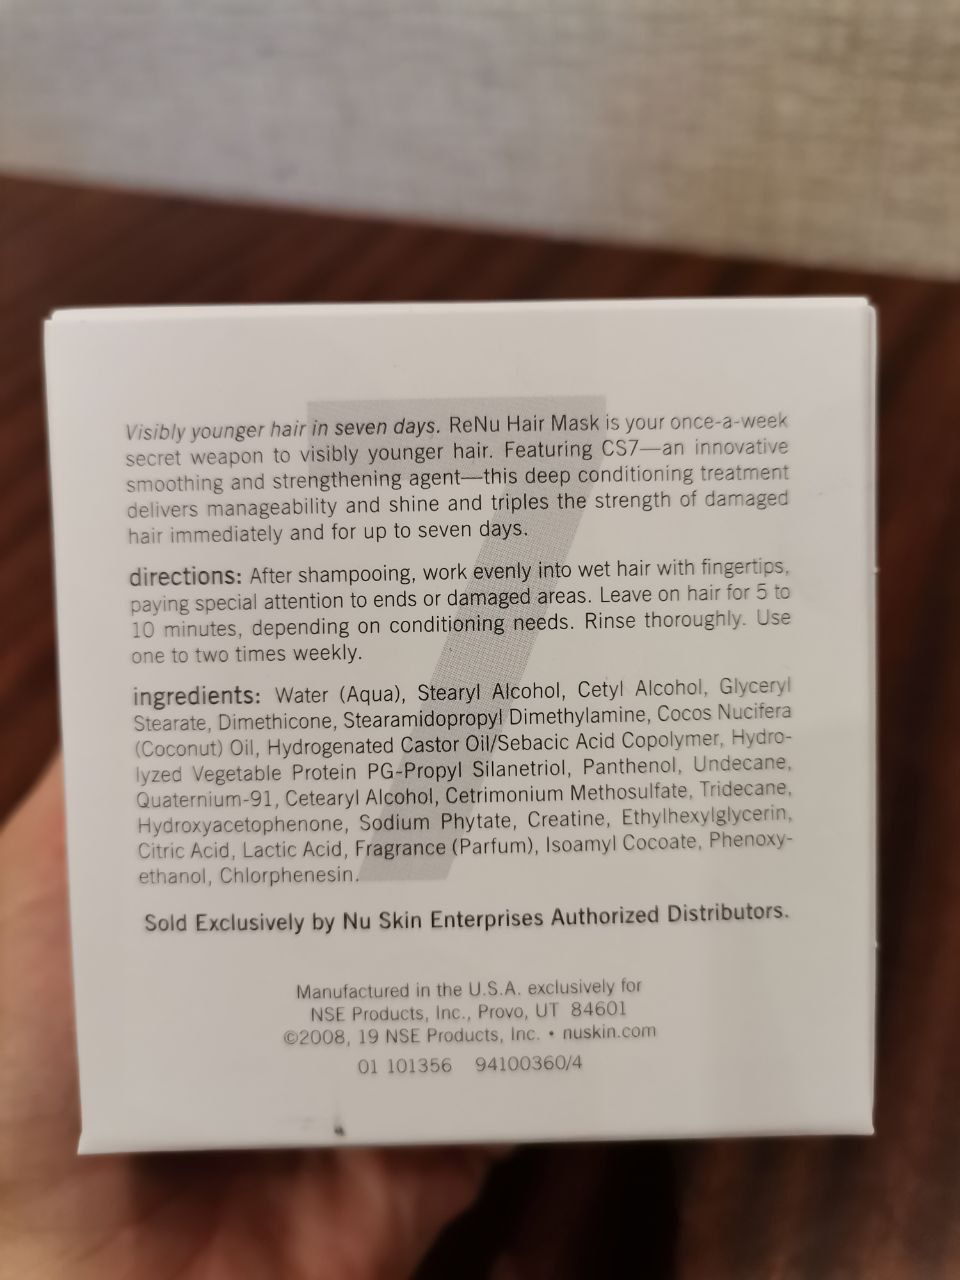 Visibly younger hair in seven days. ReNu Hair Mask is your once-a-week
secret weapon to visibly younger hair. Featuring CS7—an innovative
smoothing and strengthening agent—this deep conditioning treatment
delivers manageability and shine and triples the strength of damaged
hair immediately and for up to seven days.
directions: After shampooing, work evenly into wet hair with fingertips,
paying special attention to ends or damaged areas. Leave on hair for 5 to
10 minutes, depending on conditioning needs. Rinse thoroughly. Use
one to two times weekly.
ingredients: Water (Aqua), Stearyl Alcohol, Cetyl Alcohol, Glyceryl
Stearate, Dimethicone, Stearamidopropyl Dimethylamine, Cocos Nucifera
(Coconut) Oil, Hydrogenated Castor Oil/Sebacic Acid Copolymer, Hydro-
lyzed Vegetable Protein PG-Propyl Silanetriol, Panthenol, Undecane,
Quaternium-91, Cetearyl Alcohol, Cetrimonium Methosulfate, Tridecane,
Hydroxyacetophenone, Sodium Phytate, Creatine, Ethylhexylglycerin,
Citric Acid, Lactic Acid, Fragrance (Parfum), Isoamyl Cocoate, Phenoxy-
ethanol, Chlorphenesin.
Sold Exclusively by Nu Skin Enterprises Authorized Distributors.
Manufactured in the U.S.A. exclusively for
NSE Products, Inc., Provo, UT 84601
©2008, 19 NSE Products, Inc. • nuskin.com
01 101356 94100360/4
7